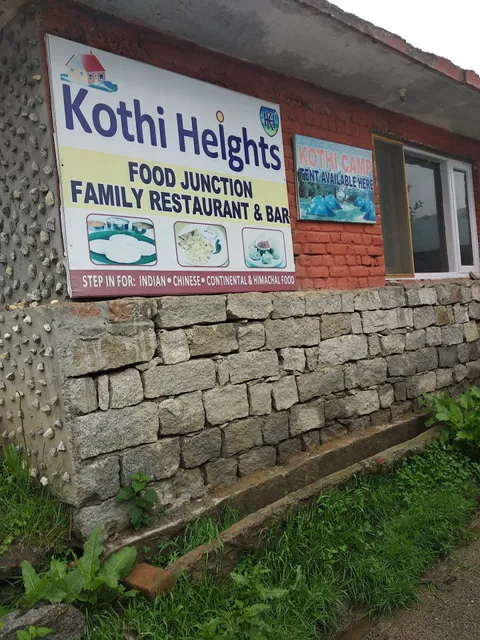 Kothi Heights
FOOD JUNCTION
FAMILY RESTAURANT & BAR
STEP IN FOR: INDIAN • CHINESE • CONTINENTAL & HIMACHAL FOOD
KOTHI CAMP
TENT AVAILABLE HERE